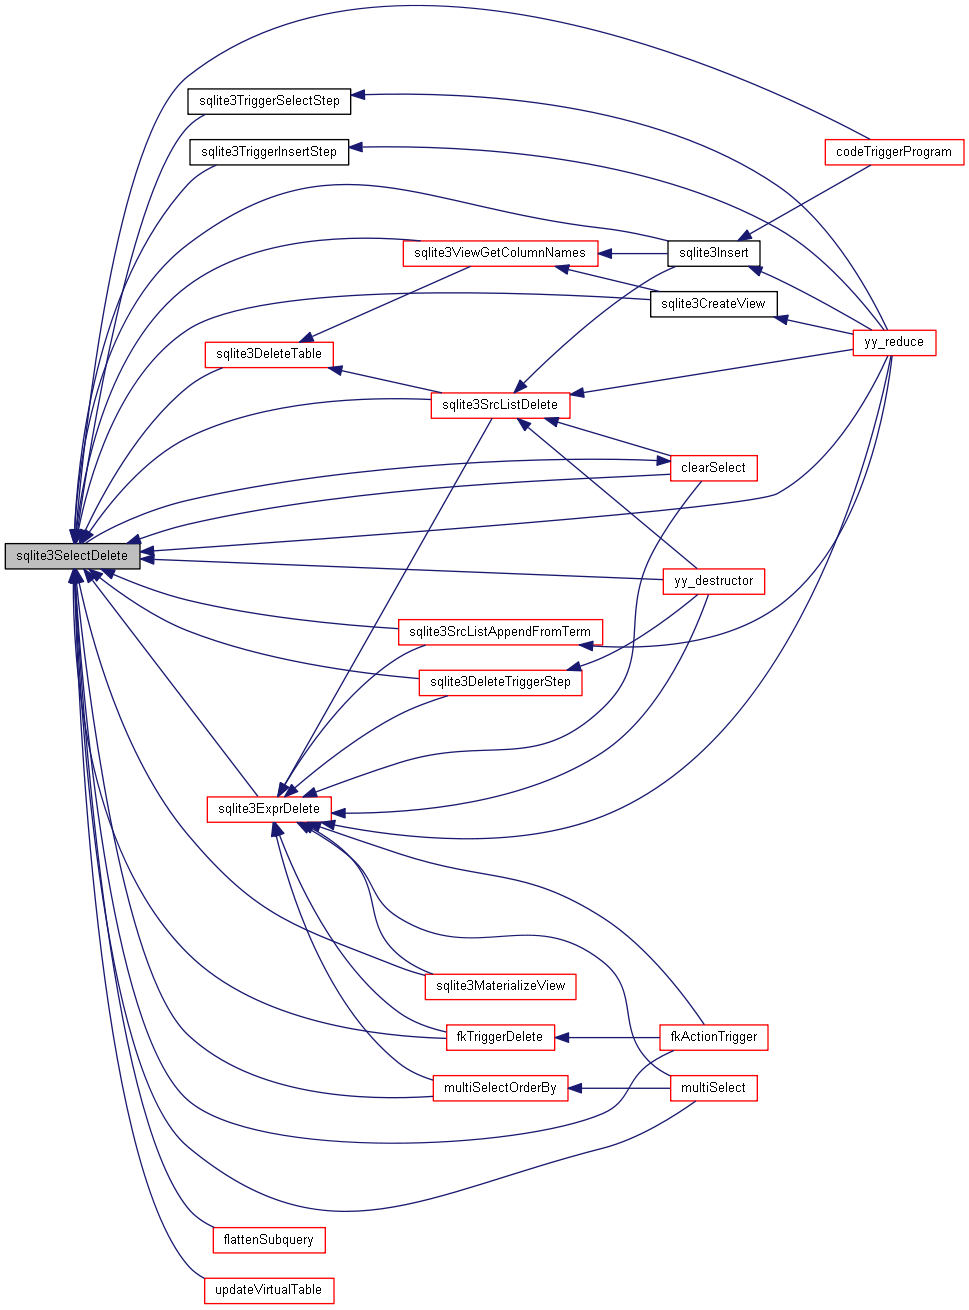 sqlite3TriggerSelectStep
sqlite3TriggerInsertStep
codeTriggerProgram
sqlite3ViewGetColumnNames
sqlite3Insert
sqlite3CreateView
yy_reduce
sqlite3DeleteTable
sqlite3SrcListDelete
clearSelect
sqlite3SelectDelete
yy_destructor
sqlite3SrcListAppendFromTerm
sqlite3DeleteTriggerStep
sqlite3ExprDelete
sqlite3MaterializeView
fkTriggerDelete
fkActionTrigger
multiSelectOrderBy
multiSelect
flattenSubquery
updateVirtualTable